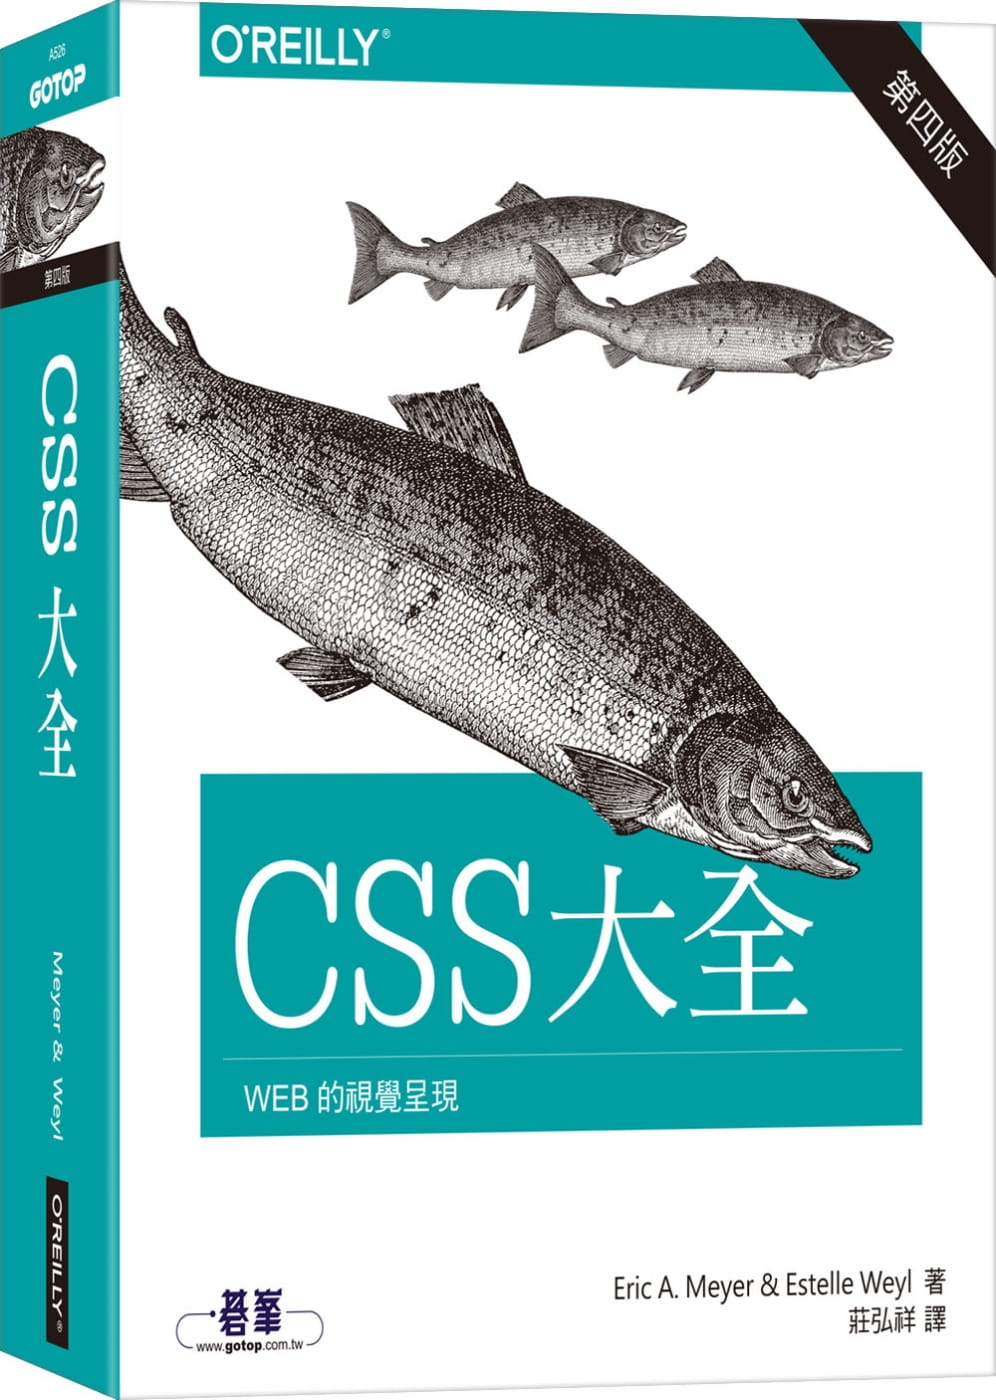 A526
GOTOP
第四版
CSS 大全
Meyer & Weyl
O'REILLY®
O'REILLY®
第四版
CSS大全
WEB 的視覺呈現
Eric A. Meyer & Estelle Weyl 著
莊弘祥 譯
碁峯
www.gotop.com.tw